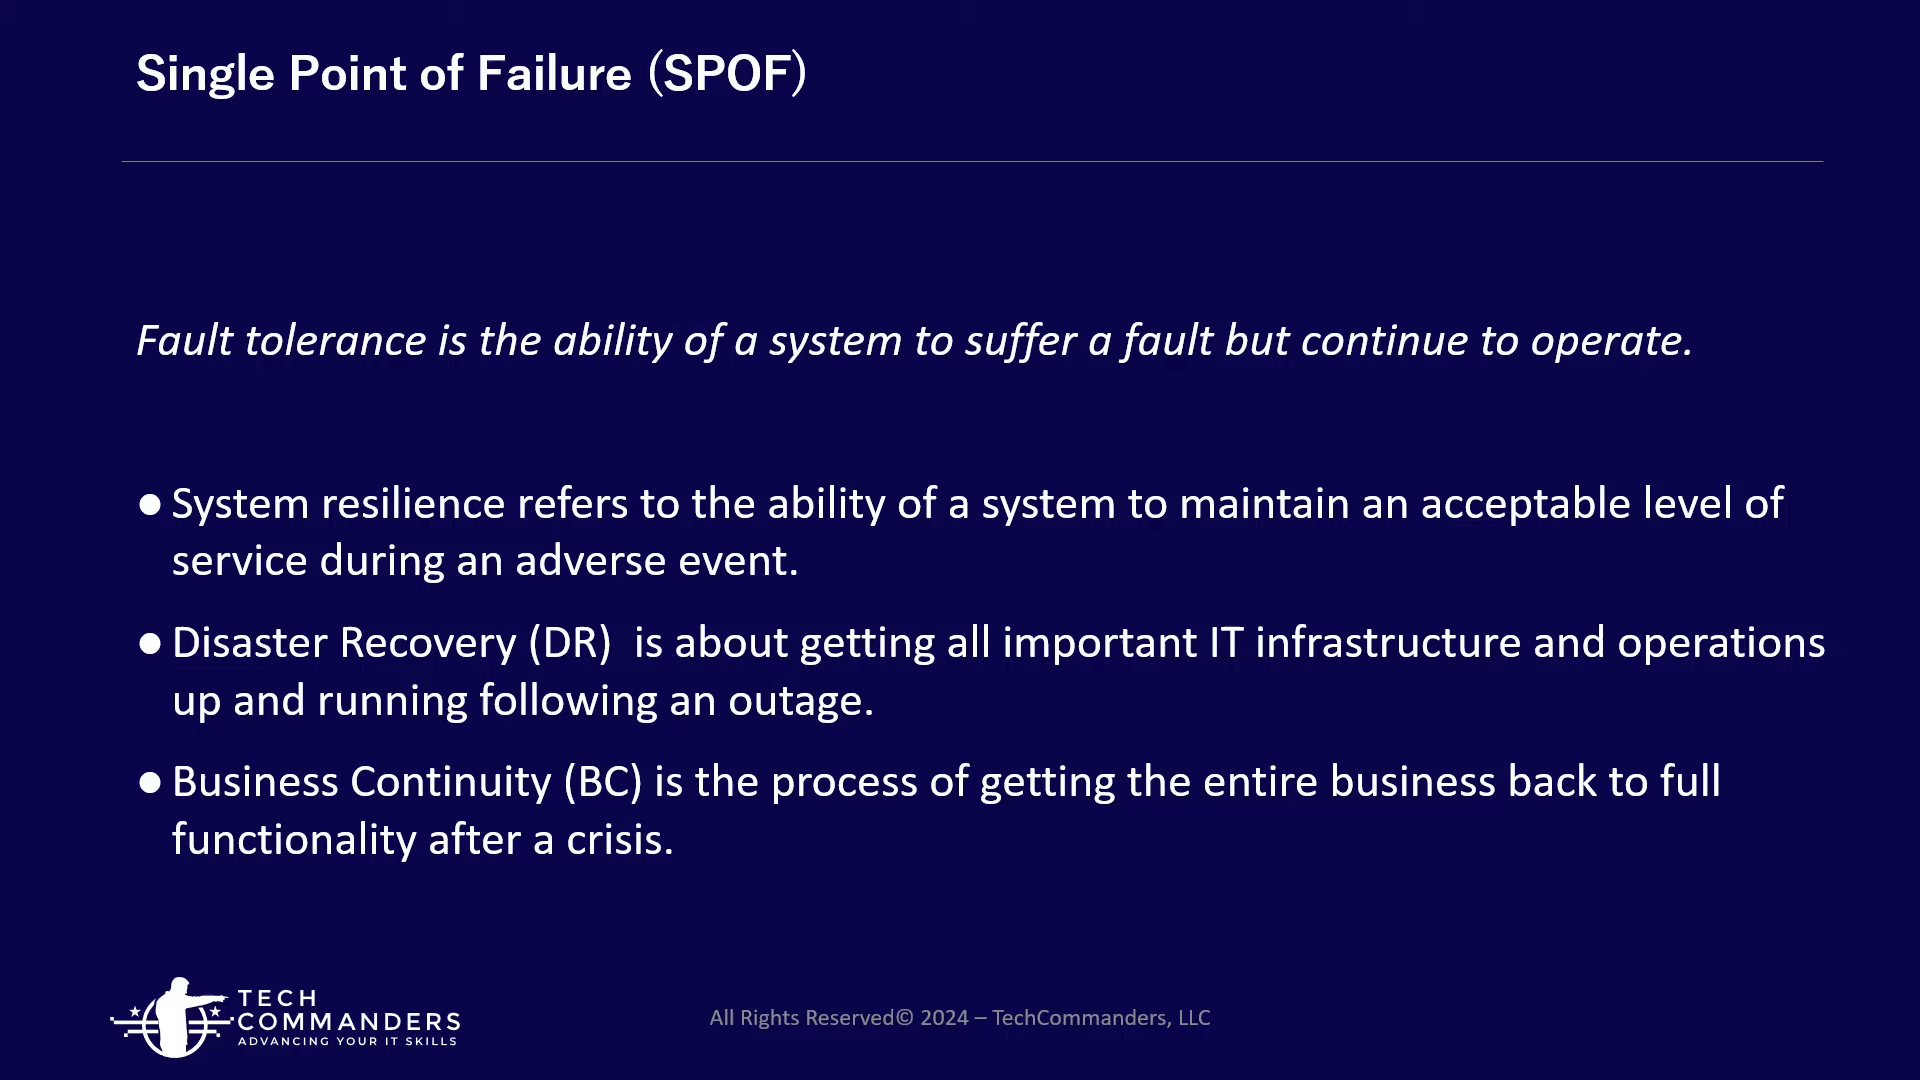 Single Point of Failure (SPOF)
Fault tolerance is the ability of a system to suffer a fault but continue to operate.
● System resilience refers to the ability of a system to maintain an acceptable level of
service during an adverse event.
● Disaster Recovery (DR)  is about getting all important IT infrastructure and operations
up and running following an outage.
● Business Continuity (BC) is the process of getting the entire business back to full
functionality after a crisis.
TECH
COMMANDERS
ADVANCING YOUR IT SKILLS
All Rights Reserved© 2024 – TechCommanders, LLC